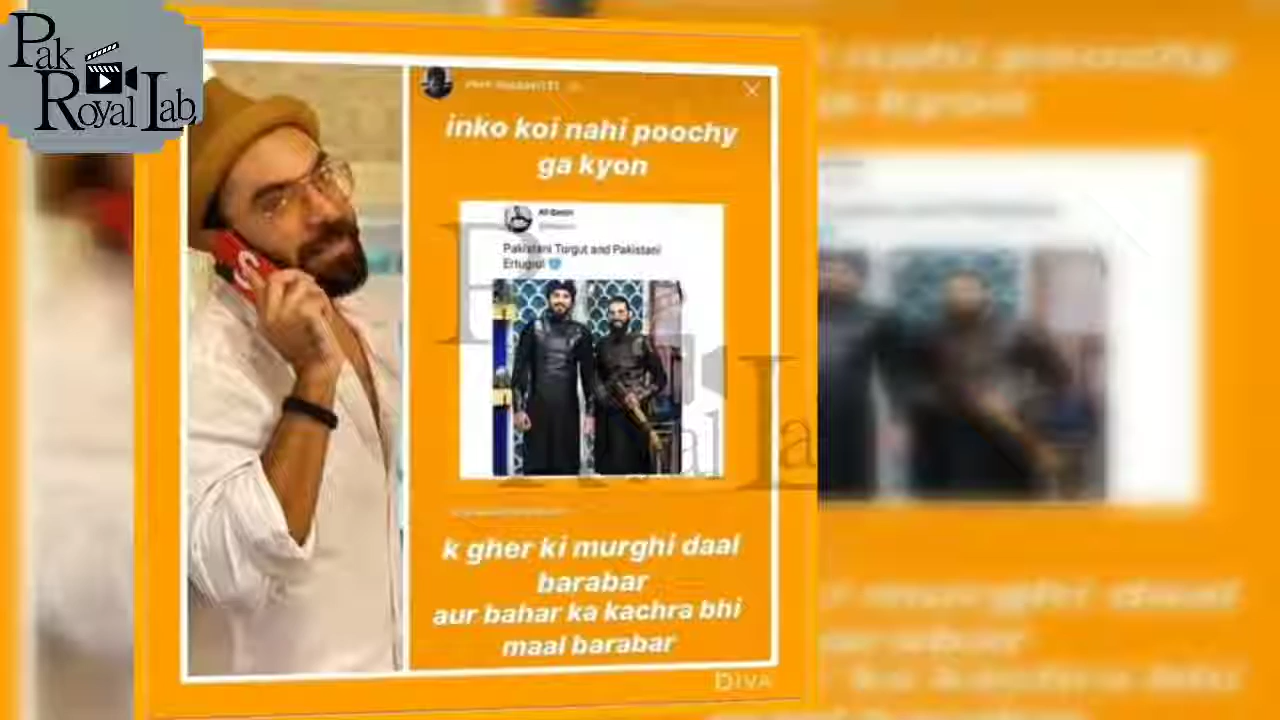 Pak
Royal Lab
inko koi nahi poochy
ga kyon
Pakistani Turgut and Pakistani
Ertugrul
k gher ki murghi daal
barabar
aur bahar ka kachra bhi
maal barabar
DIVA